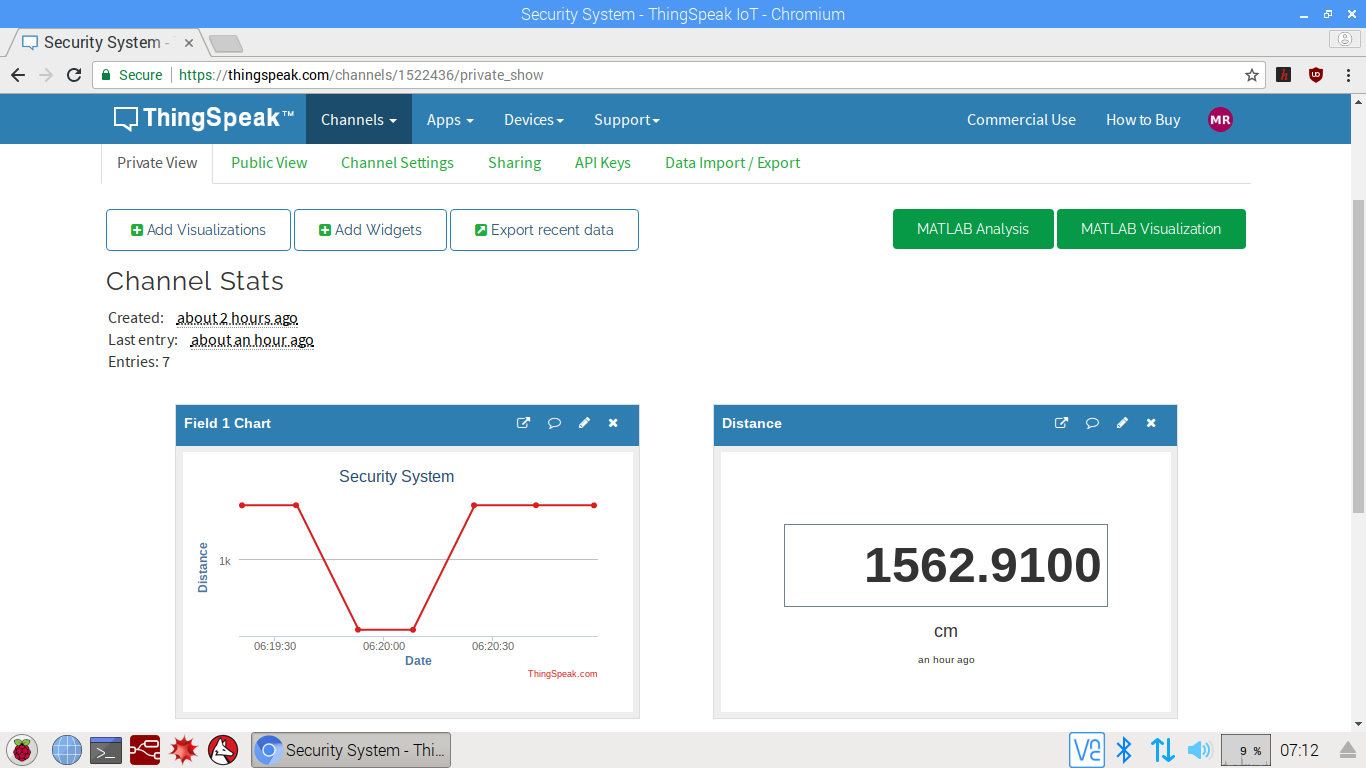 Security System - ThingSpeak IoT - Chromium
Security System -
Secure https://thingspeak.com/channels/1522436/private_show
ThingSpeak™ Channels Apps Devices Support Commercial Use How to Buy MR
Private View Public View Channel Settings Sharing API Keys Data Import / Export
Add Visualizations Add Widgets Export recent data MATLAB Analysis MATLAB Visualization
Channel Stats
Created: about 2 hours ago
Last entry: about an hour ago
Entries: 7
Field 1 Chart
Security System
Distance
1k
06:19:30 06:20:00 06:20:30
Date
ThingSpeak.com
Distance
1562.9100
cm
an hour ago
Security System - Thi... 9 % 07:12